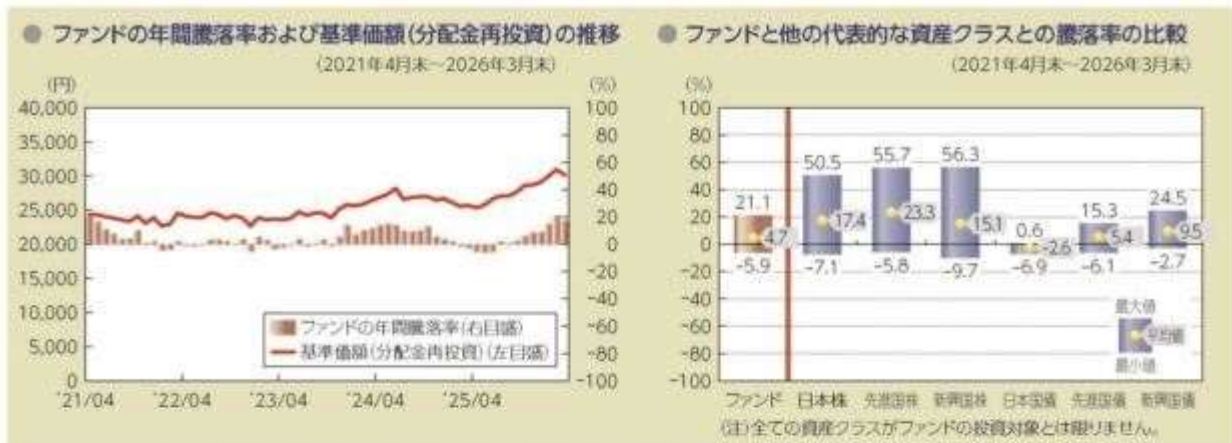 ● ファンドの年間騰落率および基準価額(分配金再投資)の推移
(2021年4月末~2026年3月末)
(円)
(%)
40,000
35,000
30,000
25,000
20,000
15,000
10,000
5,000
0
100
80
60
40
20
0
-20
-40
-60
-80
-100
ファンドの年間騰落率(右目盛)
基準価額(分配金再投資)(左目盛)
'21/04 '22/04 '23/04 '24/04 '25/04
● ファンドと他の代表的な資産クラスとの騰落率の比較
(2021年4月末~2026年3月末)
(%)
100
80
60
40
20
0
-20
-40
-60
-80
-100
21.1 50.5 55.7 56.3 0.6 15.3 24.5
4.7 17.4 23.3 15.1 -2.6 5.4 9.5
-5.9 -7.1 -5.8 -9.7 -6.9 -6.1 -2.7
最大値
平均値
最小値
ファンド 日本株 先進国株 新興国株 日本国債 先進国債 新興国債
(注)全ての資産クラスがファンドの投資対象とは限りません。